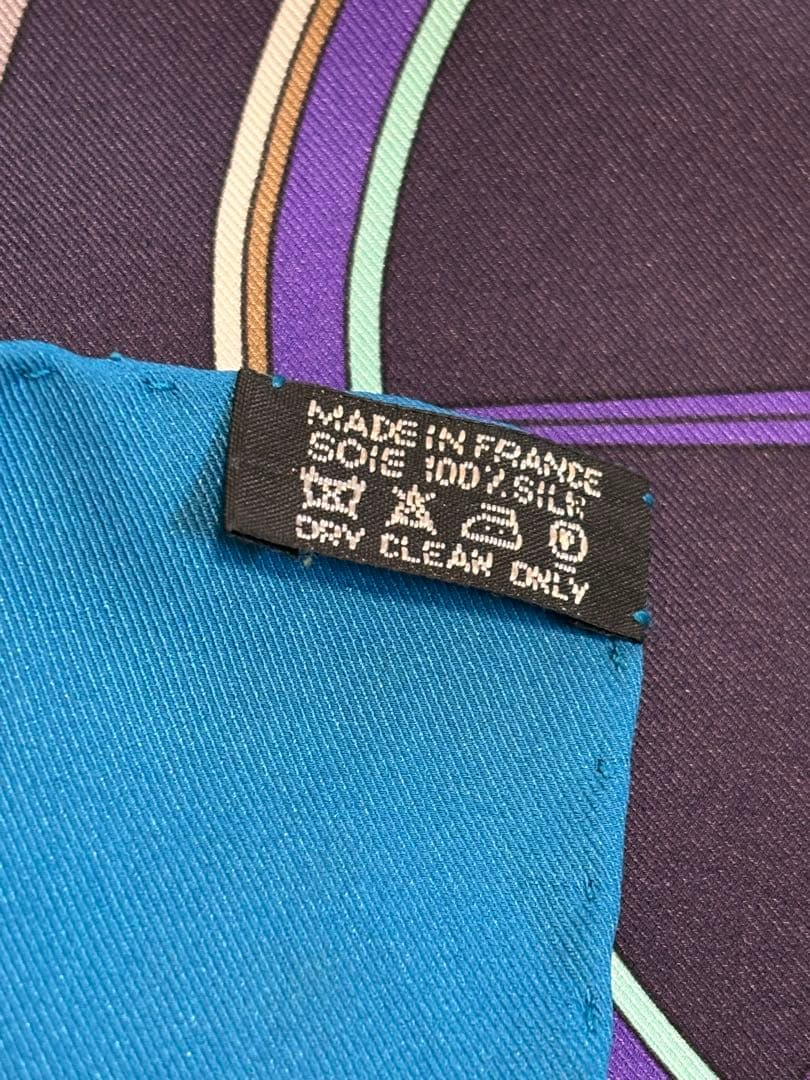 MADE IN FRANCE
SOIE 100% SILK
DRY CLEAN ONLY